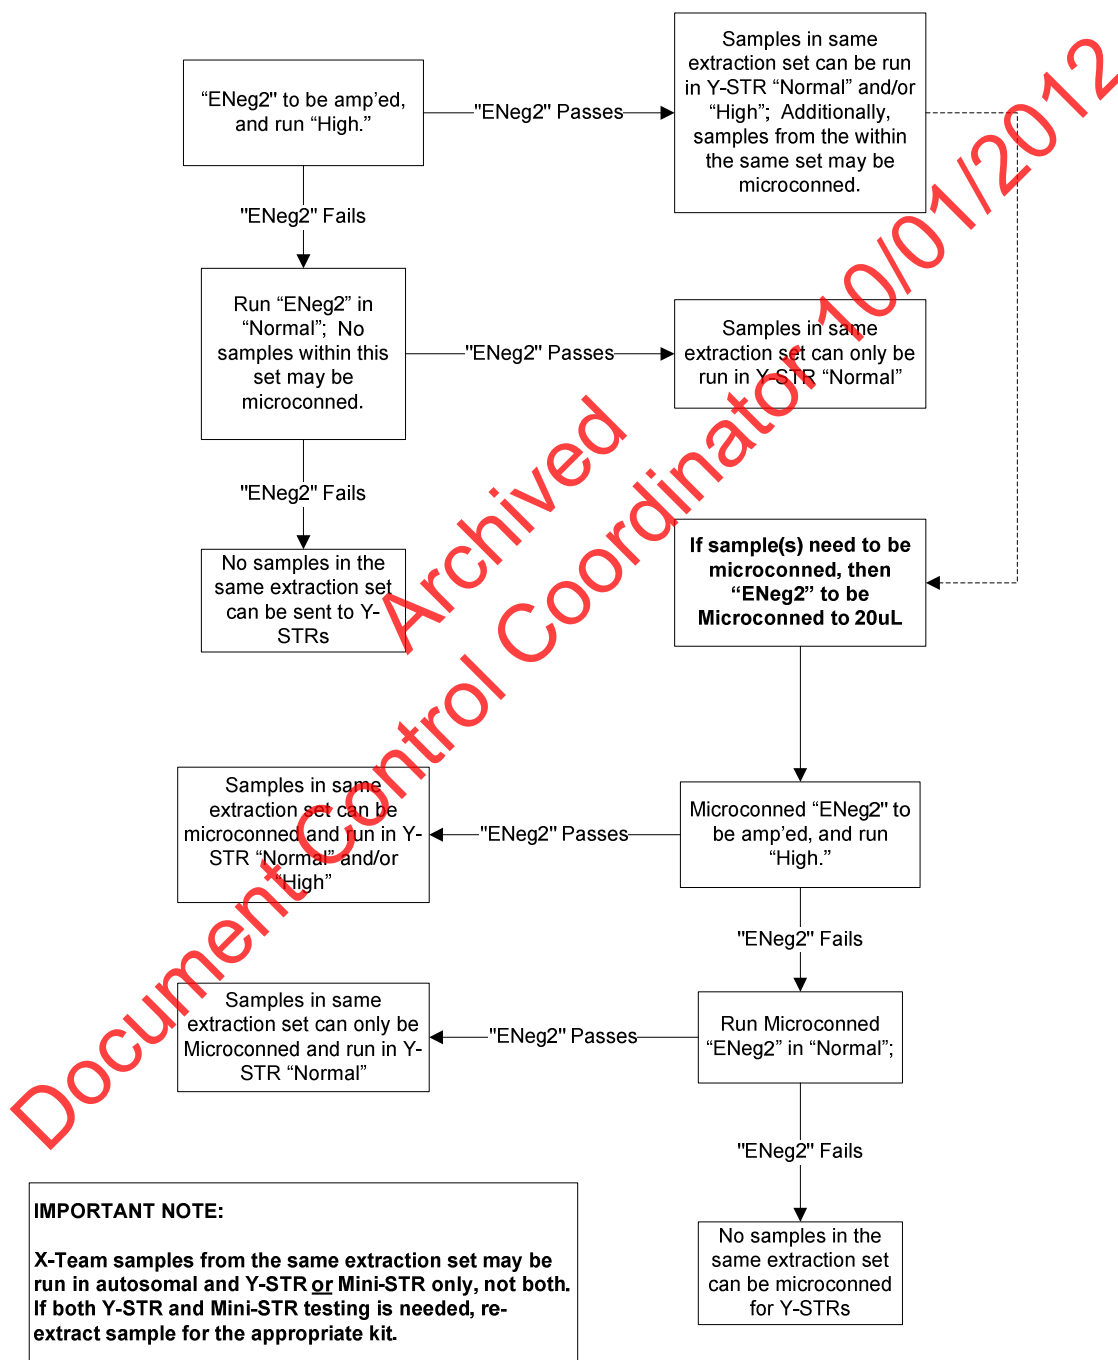 “ENeg2" to be amp’ed,
and run “High.”
"ENeg2" Passes
Samples in same
extraction set can be run
in Y-STR “Normal” and/or
“High”;  Additionally,
samples from the within
the same set may be
microconned.
"ENeg2" Fails
Run “ENeg2” in
“Normal”;  No
samples within this
set may be
microconned.
"ENeg2" Passes
Samples in same
extraction set can only be
run in Y-STR “Normal”
"ENeg2" Fails
No samples in the
same extraction set
can be sent to Y-
STRs
If sample(s) need to be
microconned, then
“ENeg2” to be
Microconned to 20uL
Microconned “ENeg2” to
be amp’ed, and run
“High.”
"ENeg2" Passes
Samples in same
extraction set can be
microconned and run in Y-
STR “Normal” and/or
“High”
"ENeg2" Fails
Run Microconned
“ENeg2” in “Normal”;
"ENeg2" Passes
Samples in same
extraction set can only be
Microconned and run in Y-
STR “Normal”
"ENeg2" Fails
No samples in the
same extraction set
can be microconned
for Y-STRs
IMPORTANT NOTE:
X-Team samples from the same extraction set may be
run in autosomal and Y-STR or Mini-STR only, not both.
If both Y-STR and Mini-STR testing is needed, re-
extract sample for the appropriate kit.
Archived
Document Control Coordinator 10/01/2012